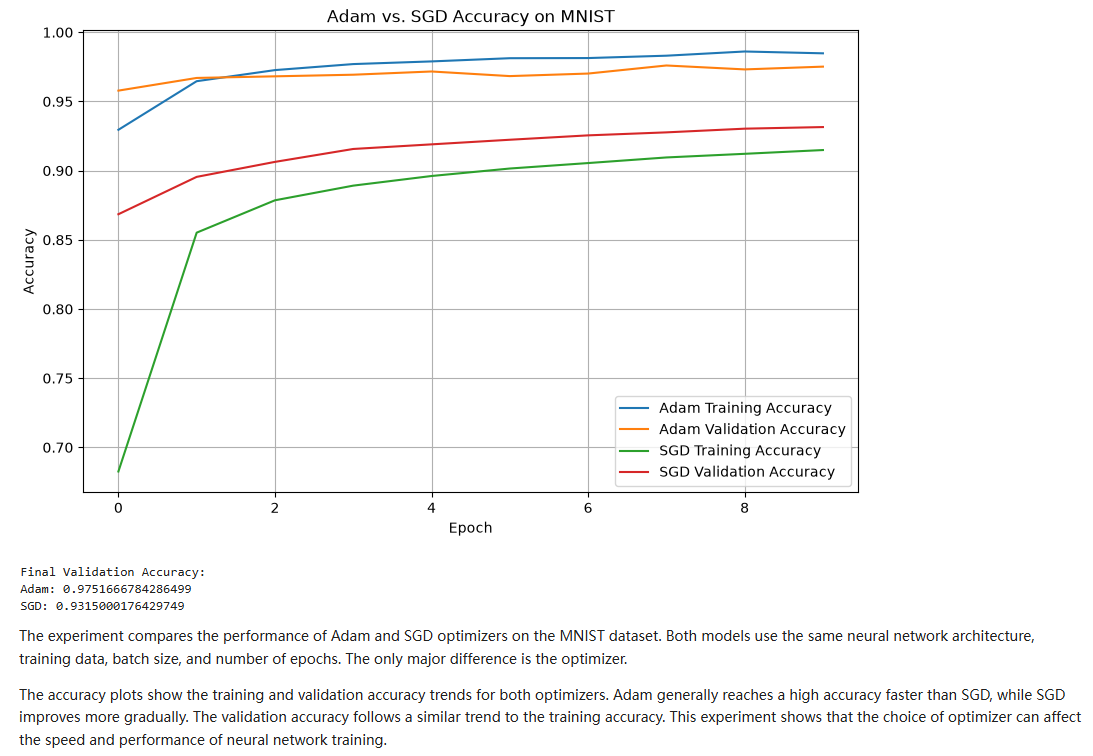 Adam vs. SGD Accuracy on MNIST
1.00
0.95
0.90
0.85
0.80
0.75
0.70
Accuracy
Adam Training Accuracy
Adam Validation Accuracy
SGD Training Accuracy
SGD Validation Accuracy
0 2 4 6 8
Epoch
Final Validation Accuracy:
Adam: 0.9751666784286499
SGD: 0.9315000176429749
The experiment compares the performance of Adam and SGD optimizers on the MNIST dataset. Both models use the same neural network architecture,
training data, batch size, and number of epochs. The only major difference is the optimizer.
The accuracy plots show the training and validation accuracy trends for both optimizers. Adam generally reaches a high accuracy faster than SGD, while SGD
improves more gradually. The validation accuracy follows a similar trend to the training accuracy. This experiment shows that the choice of optimizer can affect
the speed and performance of neural network training.